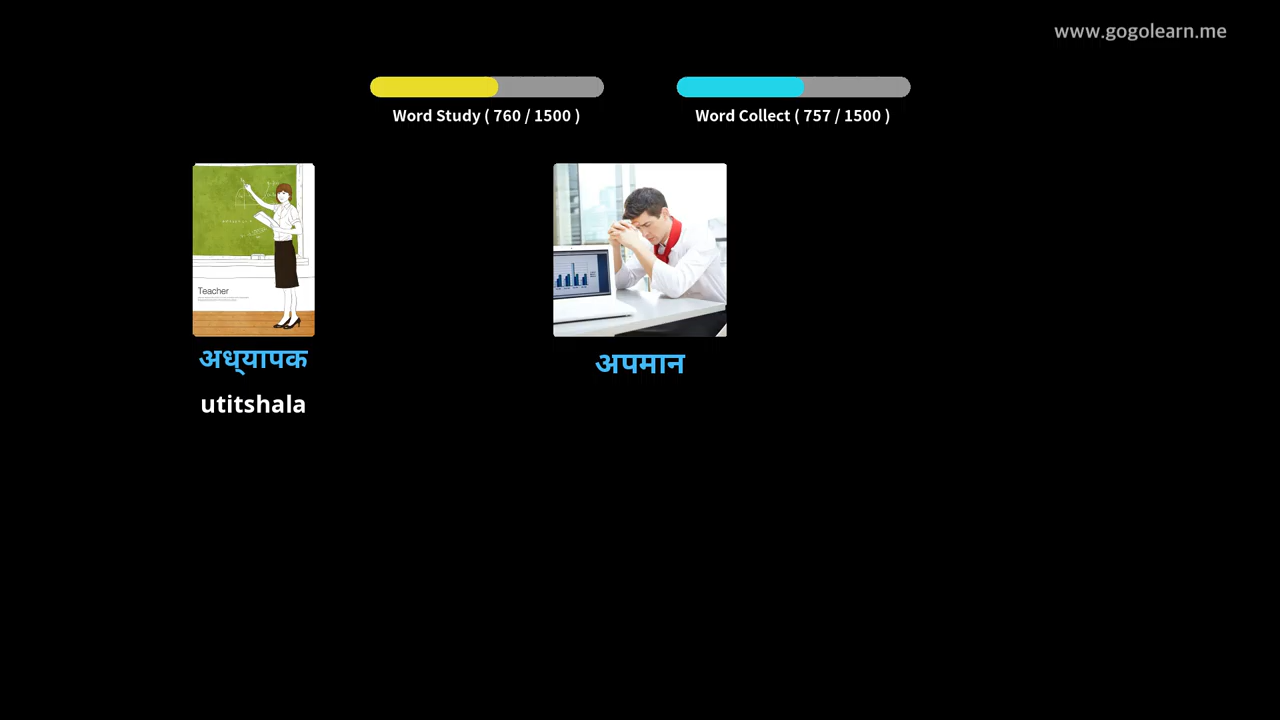 www.gogolearn.me
Word Study ( 760 / 1500 )
Word Collect ( 757 / 1500 )
Teacher
अध्यापक
अपमान
utitshala